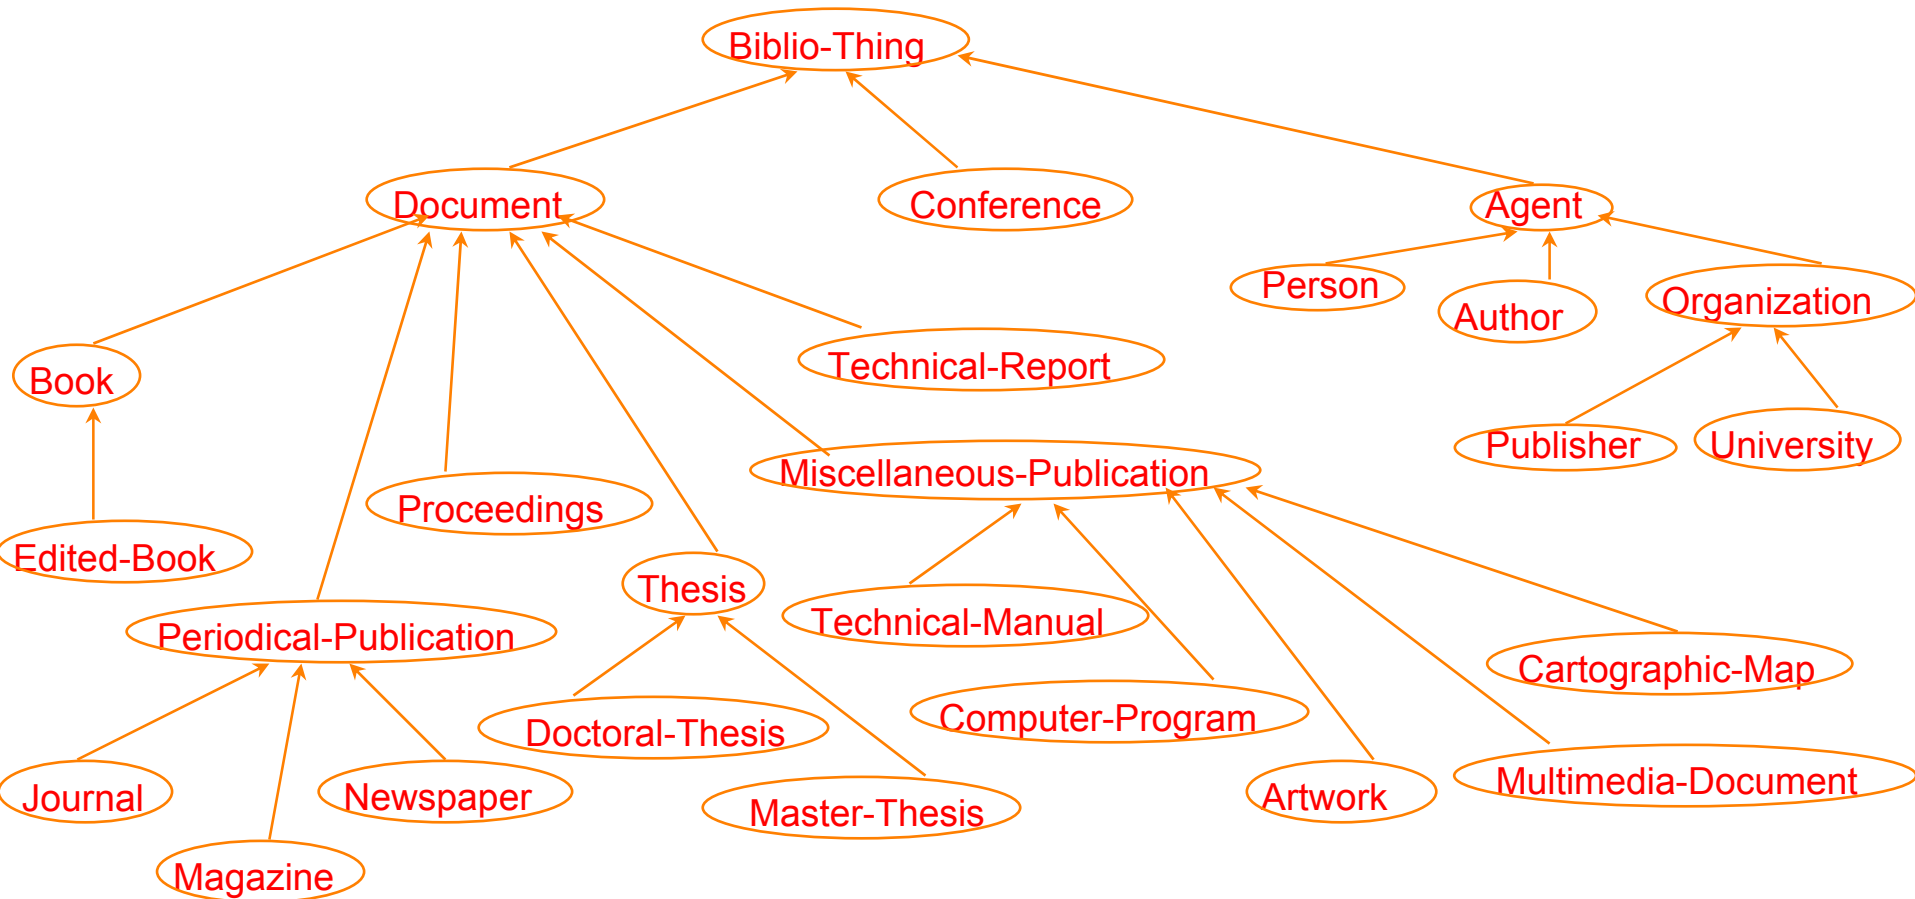 Biblio-Thing
Document
Conference
Agent
Person
Author
Organization
Book
Technical-Report
Publisher
University
Miscellaneous-Publication
Proceedings
Edited-Book
Thesis
Technical-Manual
Periodical-Publication
Cartographic-Map
Doctoral-Thesis
Computer-Program
Journal
Newspaper
Master-Thesis
Artwork
Multimedia-Document
Magazine